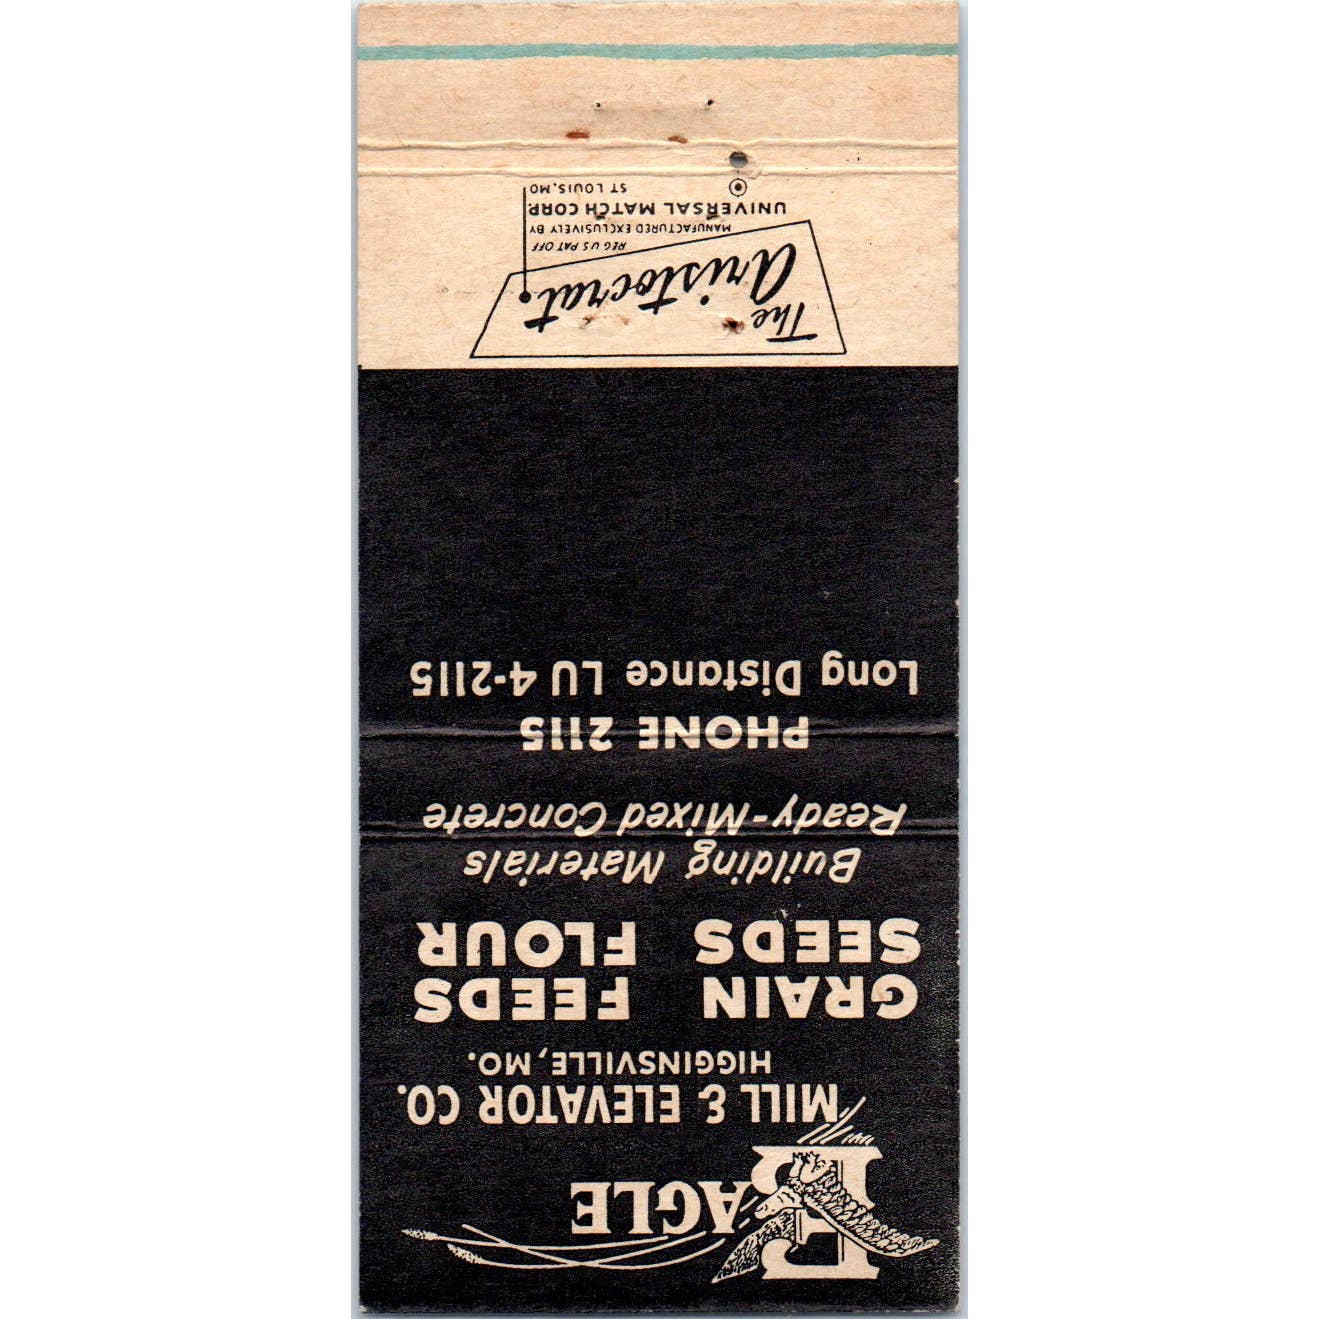 EAGLE
MILL & ELEVATOR CO.
HIGGINSVILLE, MO.
GRAIN FEEDS
SEEDS FLOUR
Building Materials
Ready-Mixed Concrete
PHONE 2115
Long Distance LU 4-2115
The
Aristocrat
REG US PAT OFF
MANUFACTURED EXCLUSIVELY BY
UNIVERSAL MATCH CORP.
ST LOUIS, MO